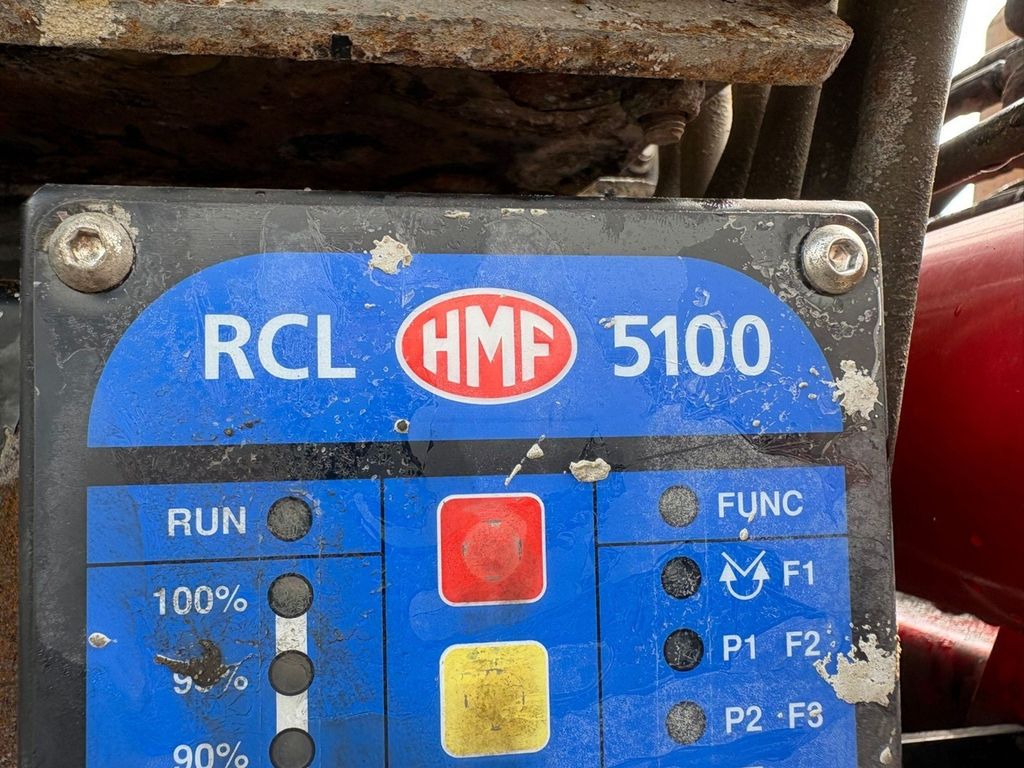 RCL HMF 5100
RUN
100%
90%
FUNC
F1
P1 F2
P2 F3